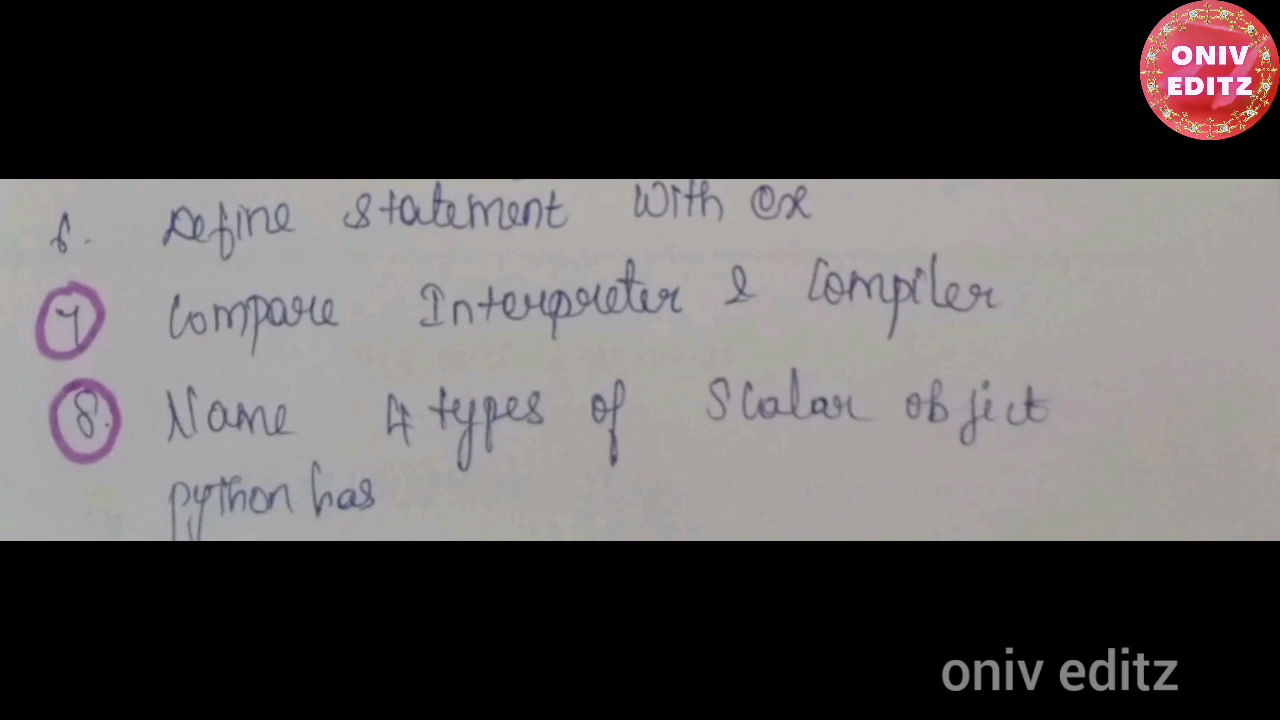 ONIV
EDITZ
6. Define statement with ex
7 Compare Interpreter & Compiler
8. Name 4 types of Scalar object
python has
oniv editz